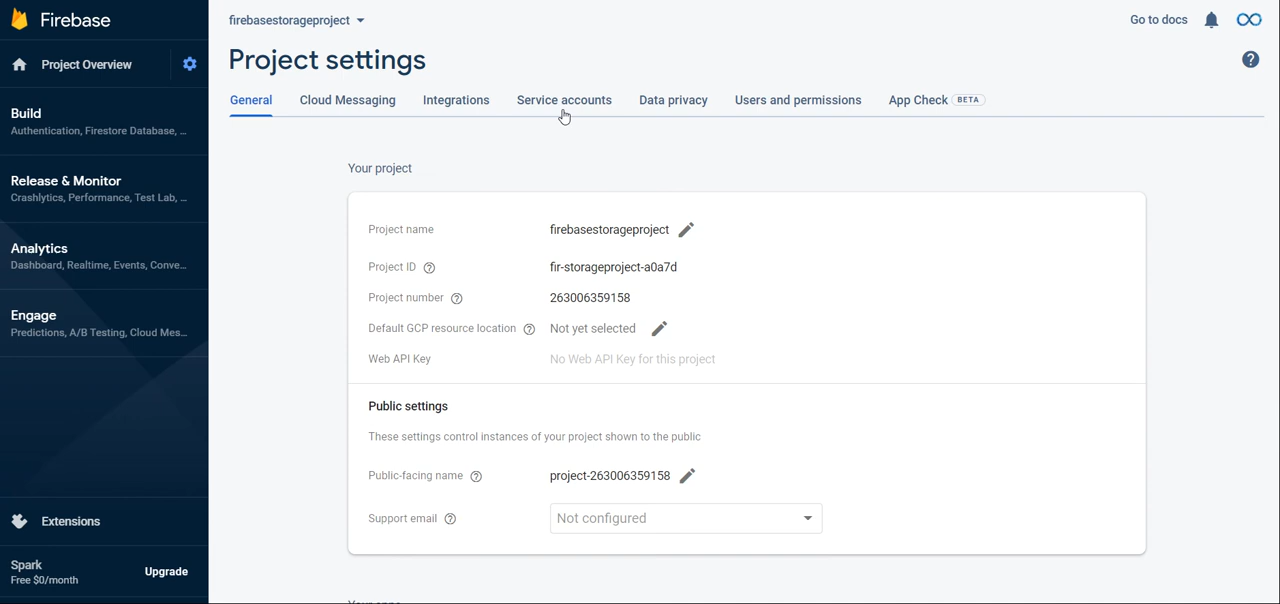 Firebase
firebasestorageproject
Go to docs
Project Overview
Project settings
General Cloud Messaging Integrations Service accounts Data privacy Users and permissions App Check BETA
Build
Authentication, Firestore Database, ...
Release & Monitor
Crashlytics, Performance, Test Lab, ...
Analytics
Dashboard, Realtime, Events, Conve...
Engage
Predictions, A/B Testing, Cloud Mes...
Extensions
Spark
Free $0/month
Upgrade
Your project
Project name firebasestorageproject
Project ID fir-storageproject-a0a7d
Project number 263006359158
Default GCP resource location Not yet selected
Web API Key No Web API Key for this project
Public settings
These settings control instances of your project shown to the public
Public-facing name project-263006359158
Support email Not configured
Your apps